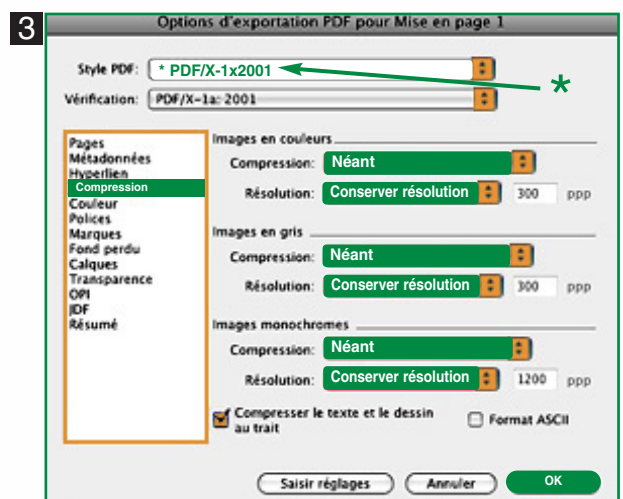 3
Options d'exportation PDF pour Mise en page 1
Style PDF: * PDF/X-1x2001 *
Vérification: PDF/X-1a: 2001
Pages
Métadonnées
Hyperlien
Compression
Couleur
Polices
Marques
Fond perdu
Calques
Transparence
OPI
JDF
Résumé
Images en couleurs
Compression: Néant
Résolution: Conserver résolution 300 ppp
Images en gris
Compression: Néant
Résolution: Conserver résolution 300 ppp
Images monochromes
Compression: Néant
Résolution: Conserver résolution 1200 ppp
Compresser le texte et le dessin
au trait
Format ASCII
Saisir réglages Annuler OK